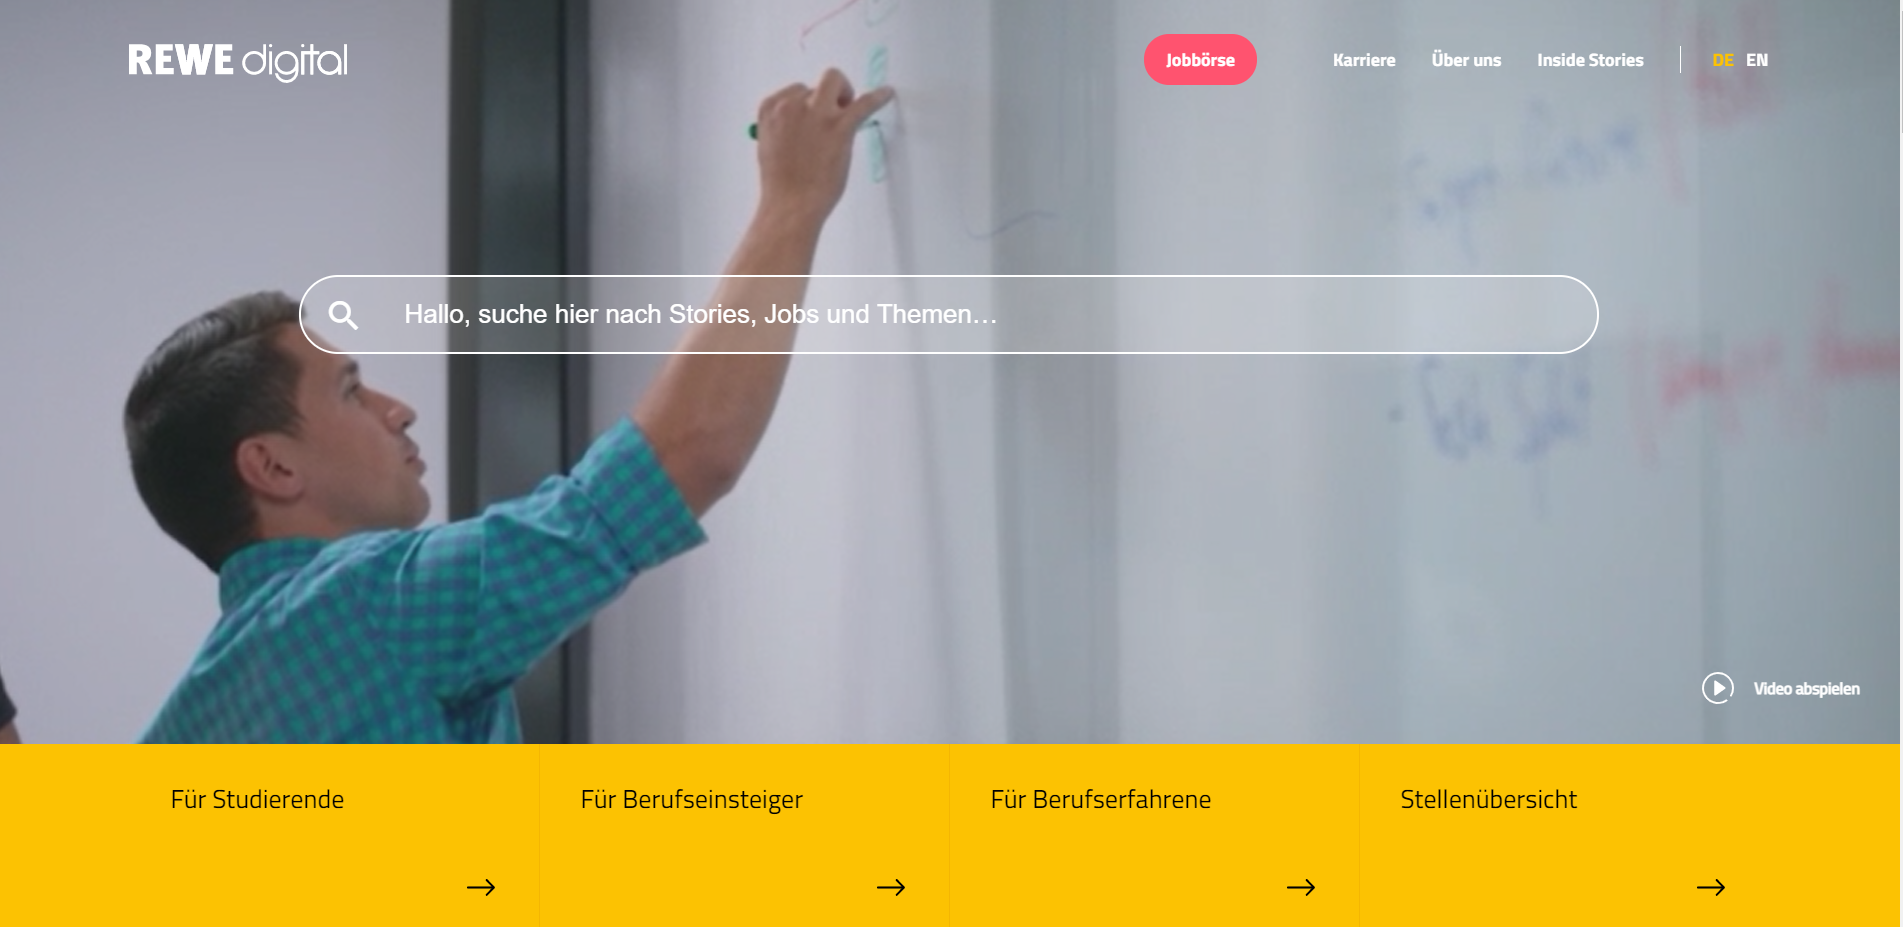 REWE digital
Jobbörse
Karriere
Über uns
Inside Stories
DE EN
Hallo, suche hier nach Stories, Jobs und Themen...
Video abspielen
Für Studierende
Für Berufseinsteiger
Für Berufserfahrene
Stellenübersicht